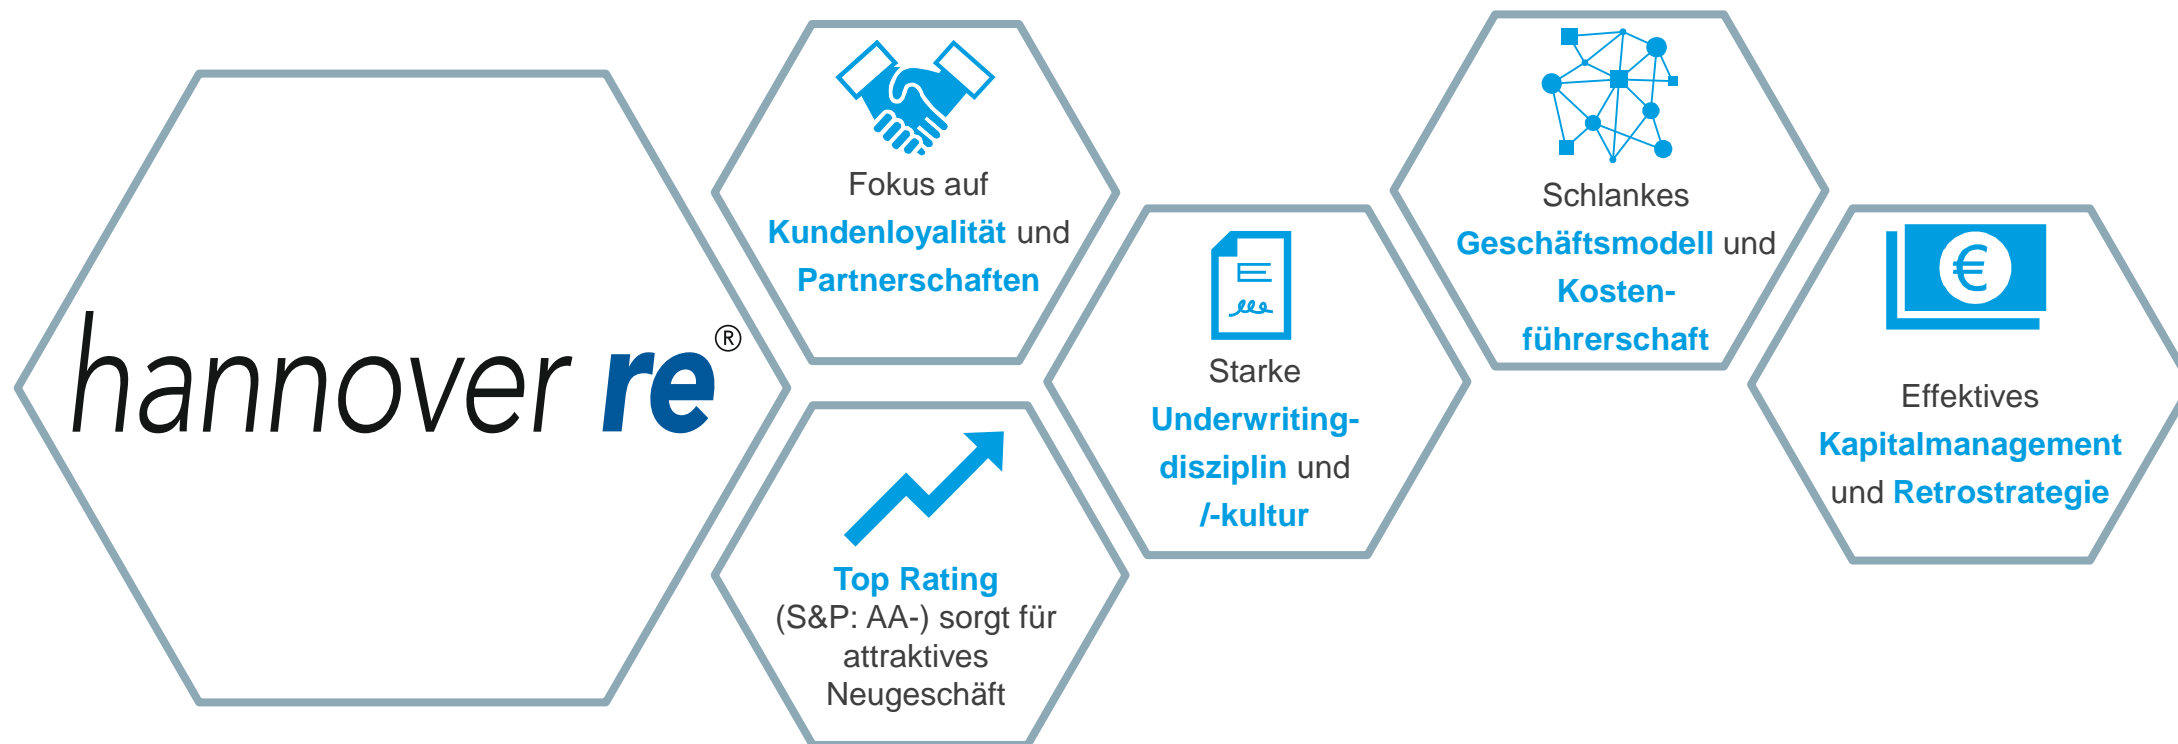 hannover re®
Fokus auf
Kundenloyalität und
Partnerschaften
Top Rating
(S&P: AA-) sorgt für
attraktives
Neugeschäft
Starke
Underwriting-
disziplin und
/-kultur
Schlankes
Geschäftsmodell und
Kosten-
führerschaft
€
Effektives
Kapitalmanagement
und Retrostrategie